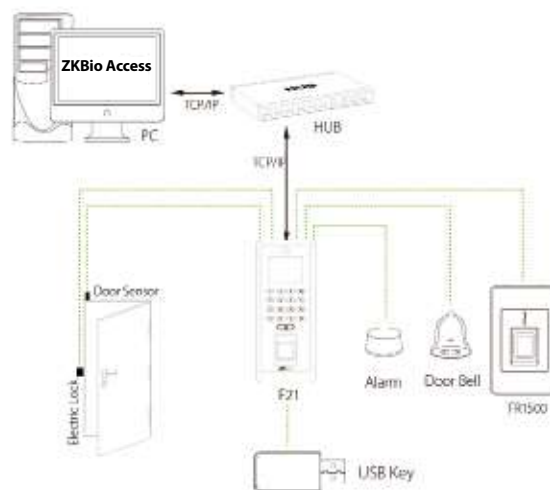 ZKBio Access
TCP/IP
PC
HUB
TCP/IP
Door Sensor
Electric Lock
F21
Alarm
Door Bell
FR1500
USB Key